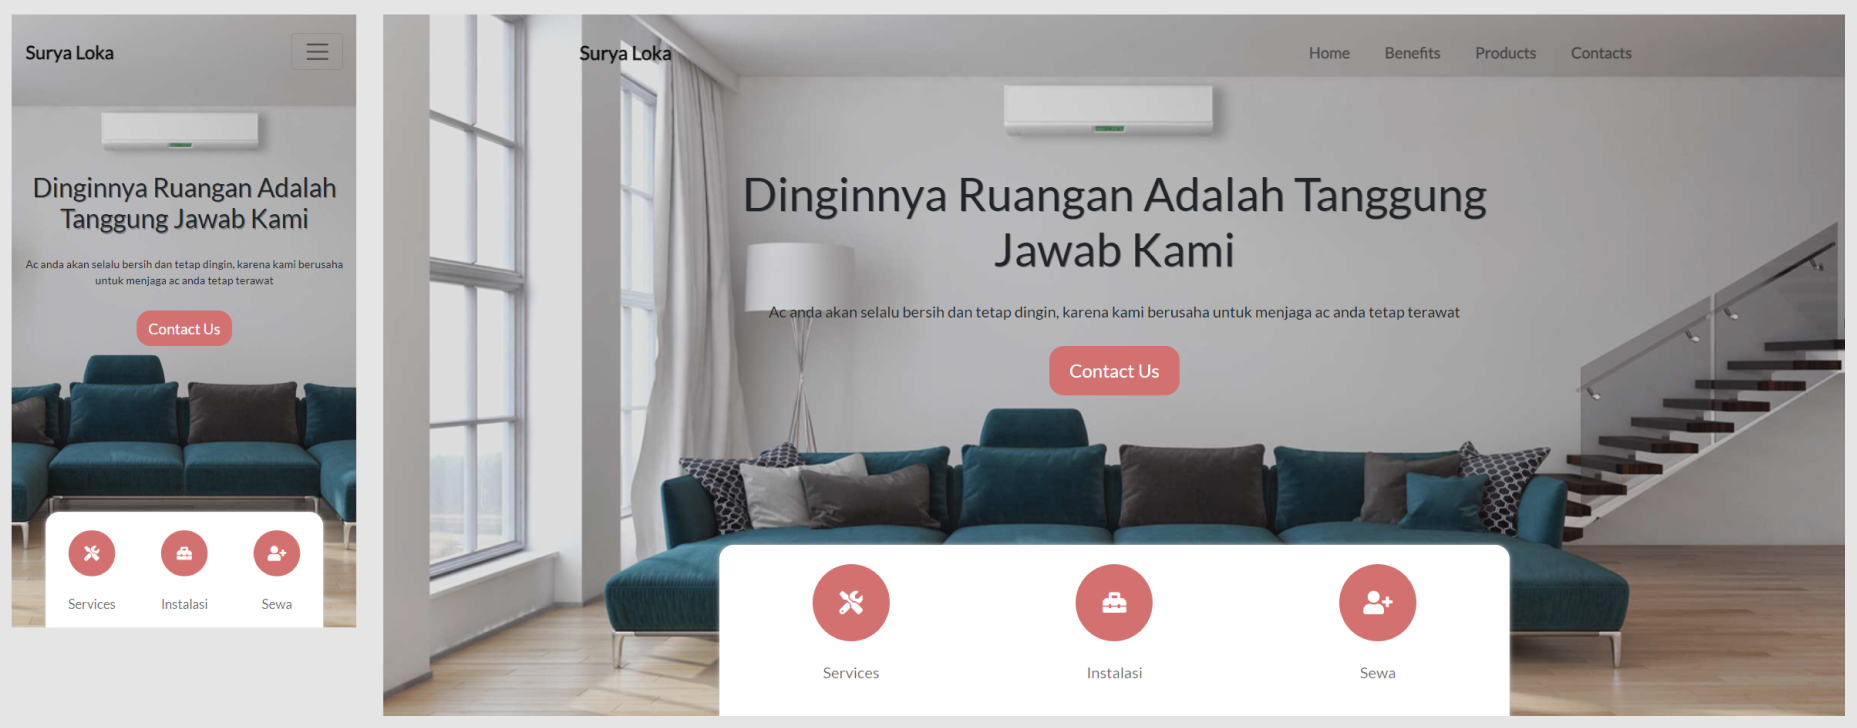 Surya Loka
Dinginnya Ruangan Adalah
Tanggung Jawab Kami
Ac anda akan selalu bersih dan tetap dingin, karena kami berusaha
untuk menjaga ac anda tetap terawat
Contact Us
Services Instalasi Sewa
Surya Loka Home Benefits Products Contacts
Dinginnya Ruangan Adalah Tanggung
Jawab Kami
Ac anda akan selalu bersih dan tetap dingin, karena kami berusaha untuk menjaga ac anda tetap terawat
Contact Us
Services Instalasi Sewa